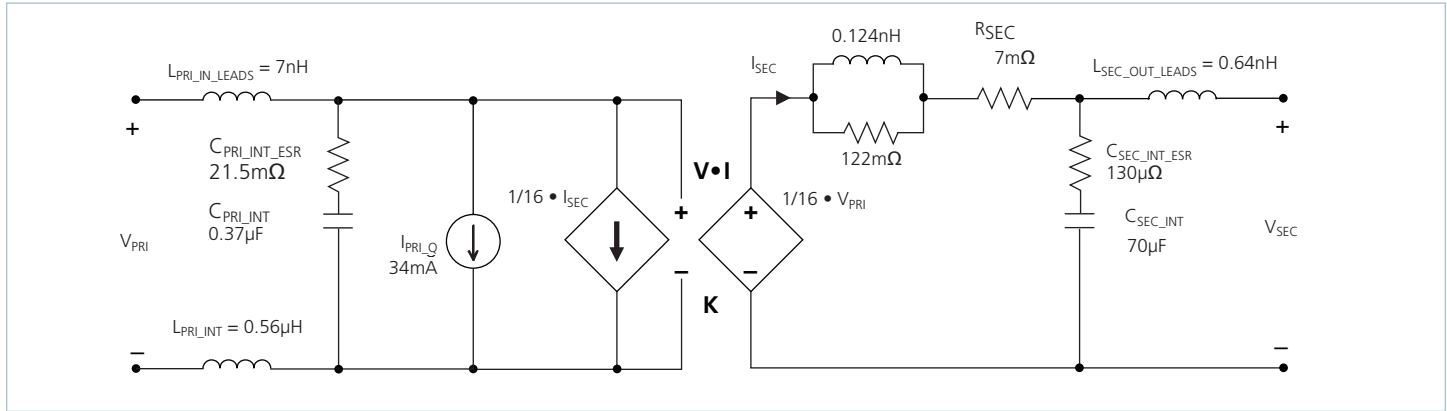 L_PRI_IN_LEADS = 7nH
+
C_PRI_INT_ESR
21.5mΩ
C_PRI_INT
0.37µF
V_PRI
I_PRI_Q
34mA
L_PRI_INT = 0.56µH
–
1/16 • I_SEC
V•I
+
–
K
+
–
1/16 • V_PRI
I_SEC
0.124nH
122mΩ
R_SEC
7mΩ
L_SEC_OUT_LEADS = 0.64nH
+
C_SEC_INT_ESR
130µΩ
C_SEC_INT
70µF
V_SEC
–